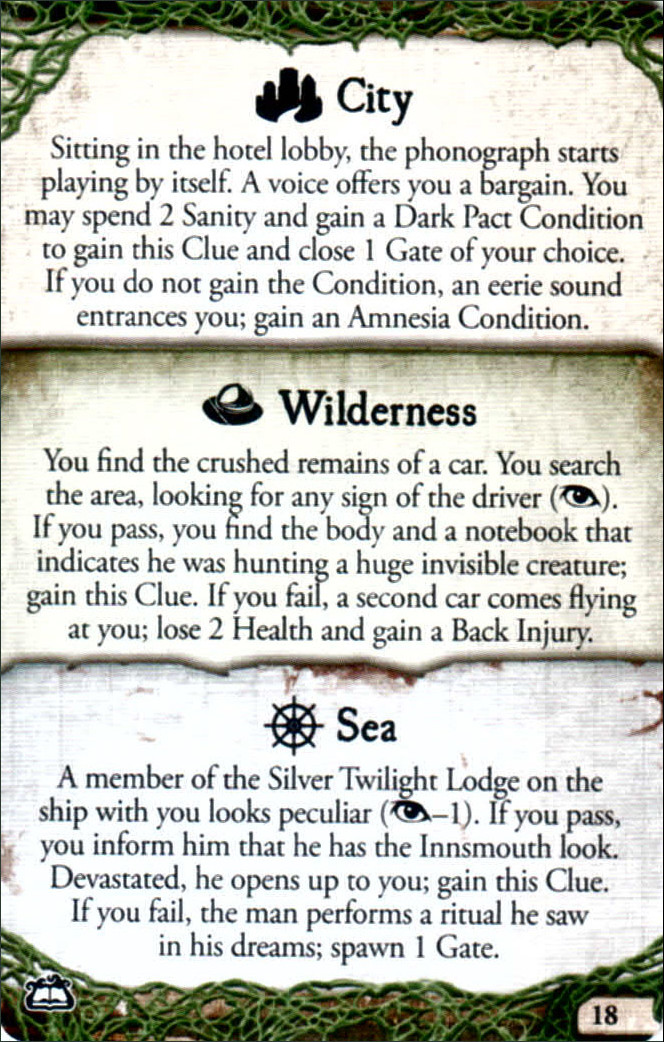 City
Sitting in the hotel lobby, the phonograph starts
playing by itself. A voice offers you a bargain. You
may spend 2 Sanity and gain a Dark Pact Condition
to gain this Clue and close 1 Gate of your choice.
If you do not gain the Condition, an eerie sound
entrances you; gain an Amnesia Condition.
Wilderness
You find the crushed remains of a car. You search
the area, looking for any sign of the driver ( ).
If you pass, you find the body and a notebook that
indicates he was hunting a huge invisible creature;
gain this Clue. If you fail, a second car comes flying
at you; lose 2 Health and gain a Back Injury.
Sea
A member of the Silver Twilight Lodge on the
ship with you looks peculiar ( –1). If you pass,
you inform him that he has the Innsmouth look.
Devastated, he opens up to you; gain this Clue.
If you fail, the man performs a ritual he saw
in his dreams; spawn 1 Gate.
18